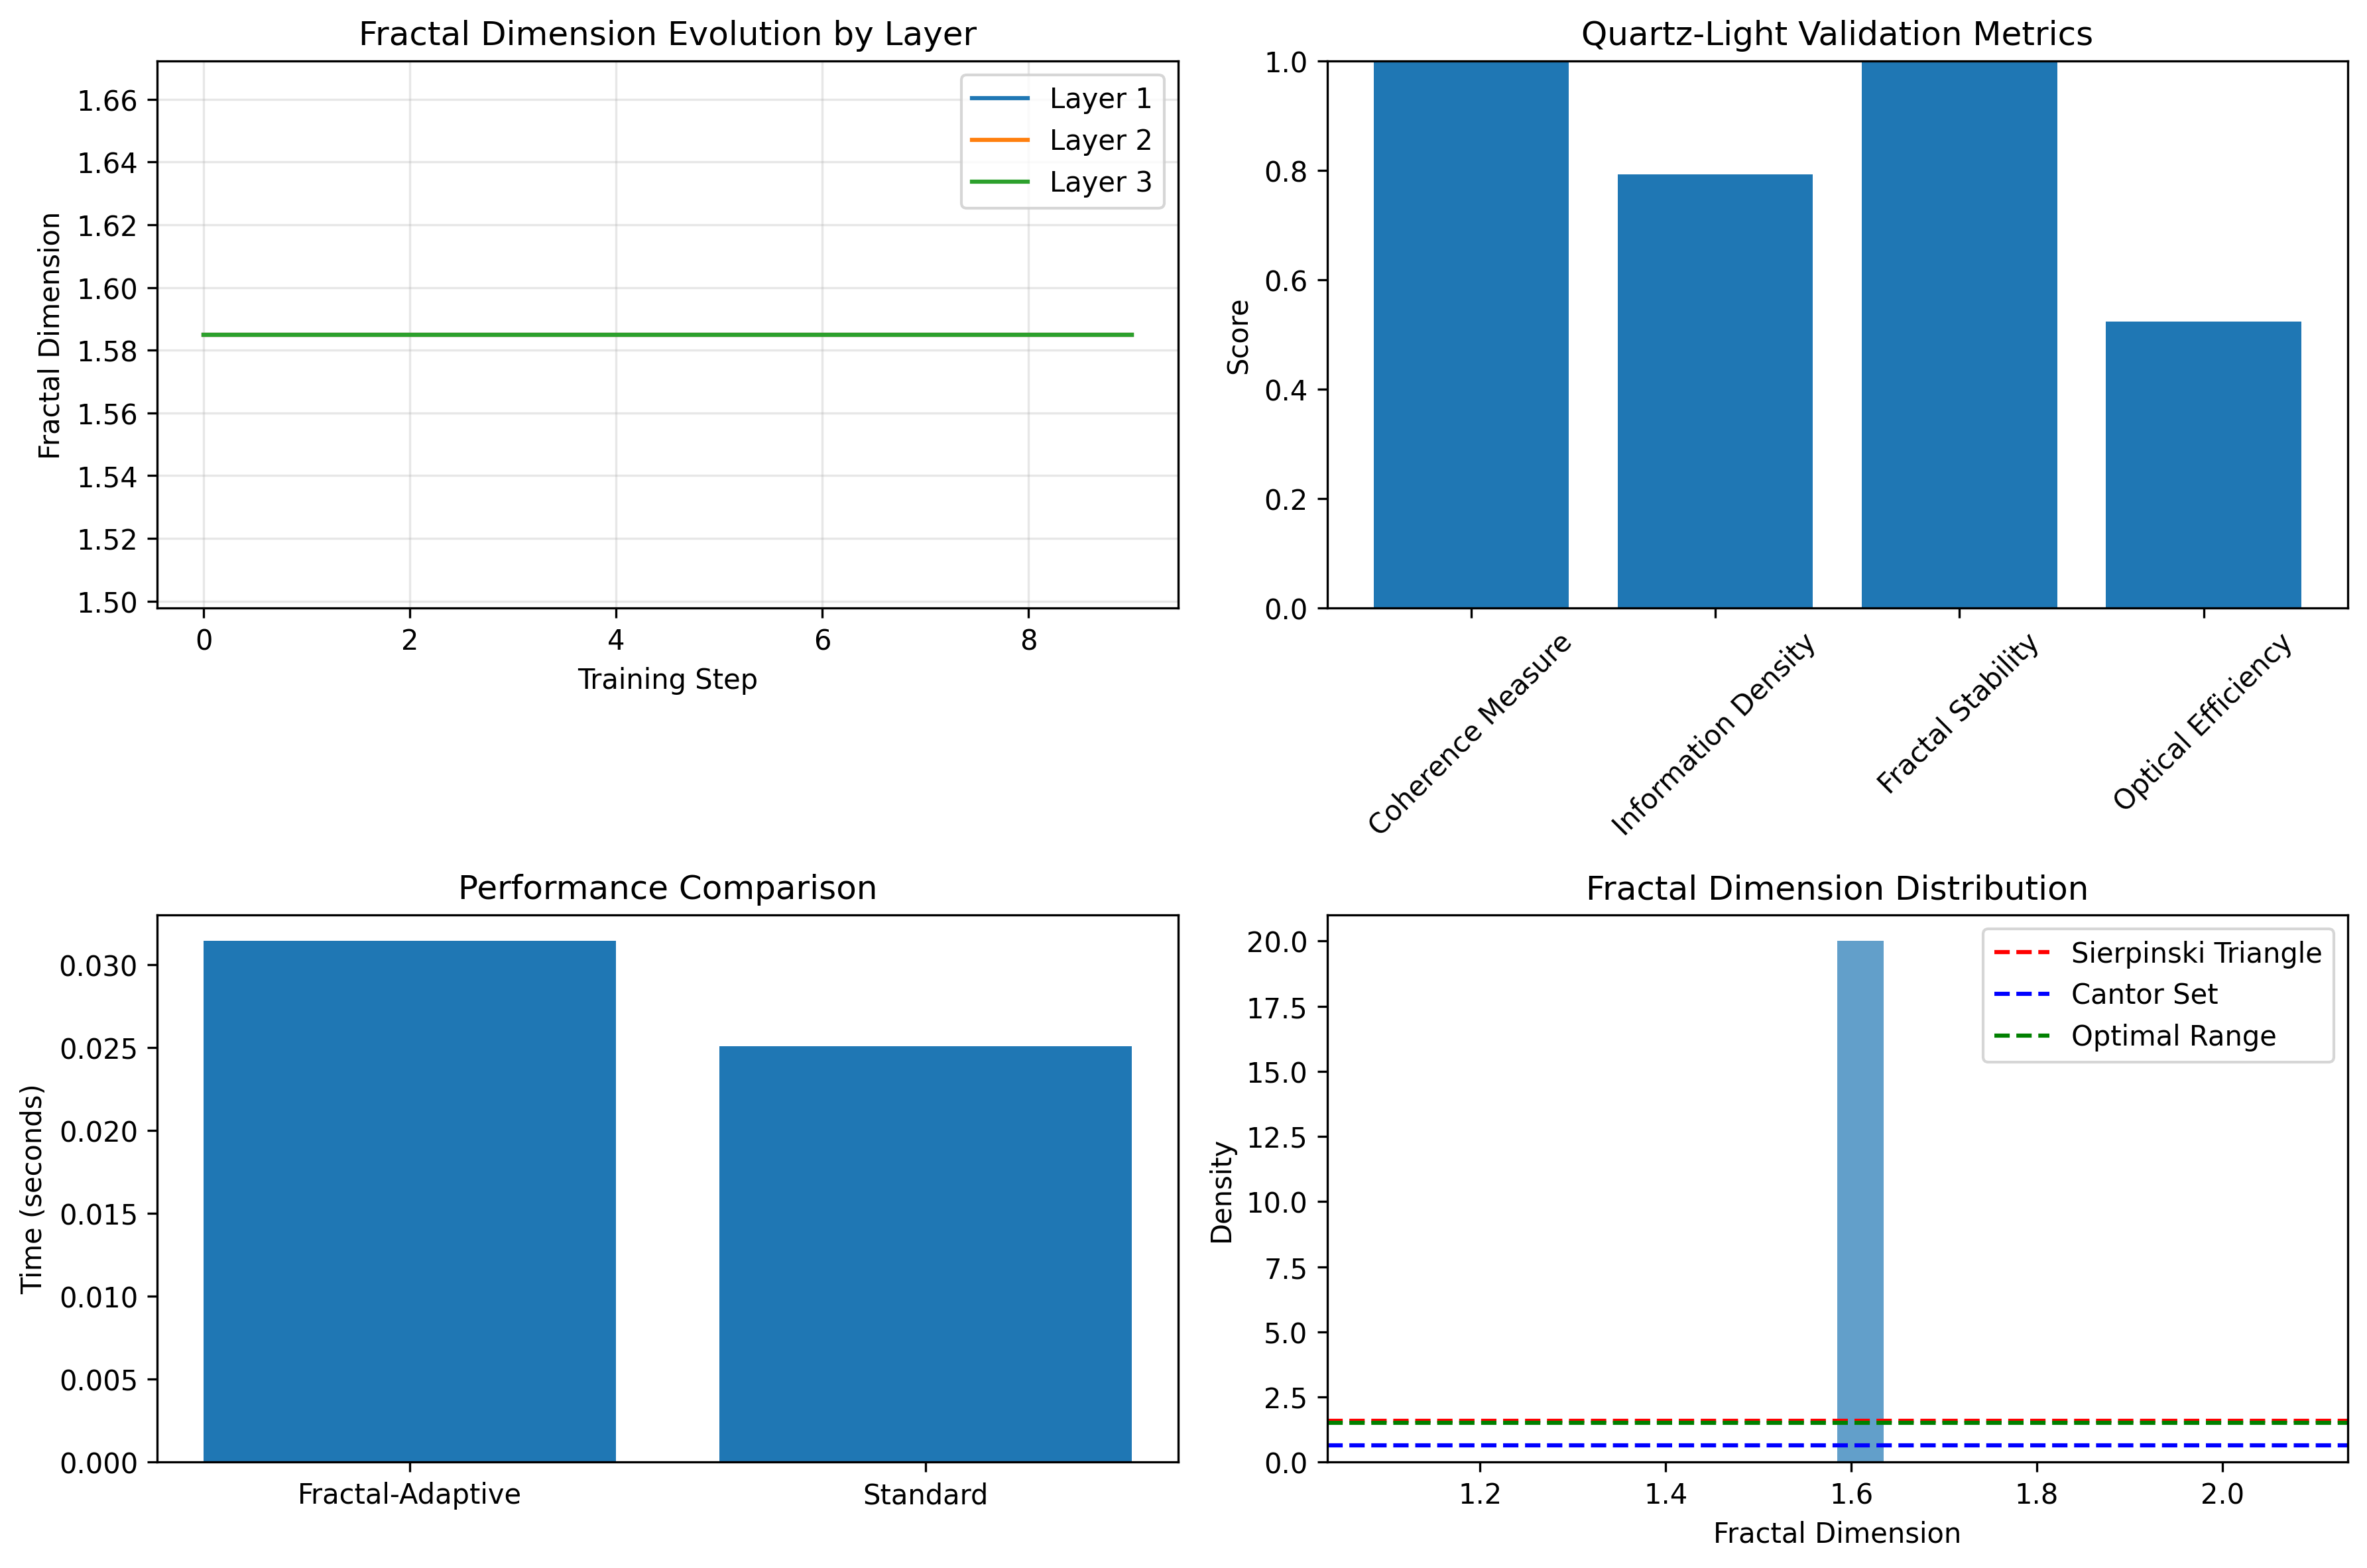 Fractal Dimension Evolution by Layer
Fractal Dimension
1.66
1.64
1.62
1.60
1.58
1.56
1.54
1.52
1.50
Layer 1
Layer 2
Layer 3
0 2 4 6 8
Training Step
Quartz-Light Validation Metrics
Score
1.0
0.8
0.6
0.4
0.2
0.0
Coherence Measure
Information Density
Fractal Stability
Optical Efficiency
Performance Comparison
Time (seconds)
0.030
0.025
0.020
0.015
0.010
0.005
0.000
Fractal-Adaptive Standard
Fractal Dimension Distribution
Density
20.0
17.5
15.0
12.5
10.0
7.5
5.0
2.5
0.0
Sierpinski Triangle
Cantor Set
Optimal Range
1.2 1.4 1.6 1.8 2.0
Fractal Dimension